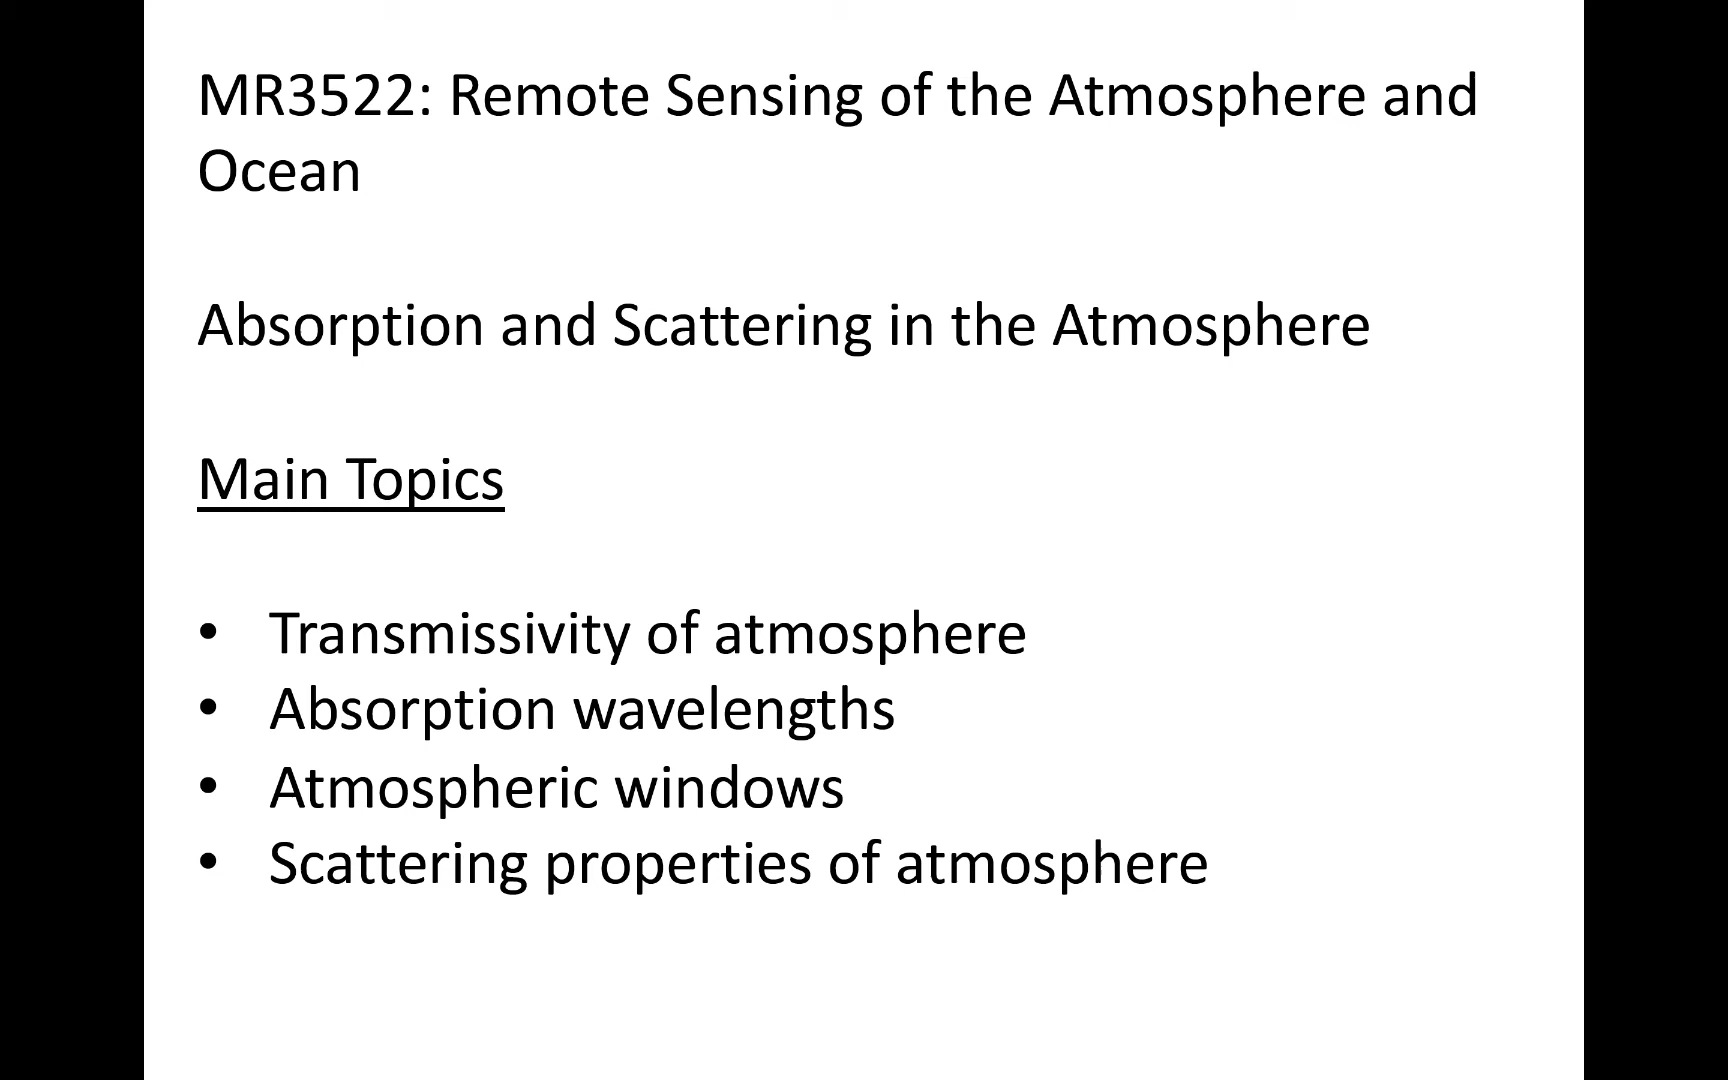 MR3522: Remote Sensing of the Atmosphere and
Ocean
Absorption and Scattering in the Atmosphere
Main Topics
• Transmissivity of atmosphere
• Absorption wavelengths
• Atmospheric windows
• Scattering properties of atmosphere